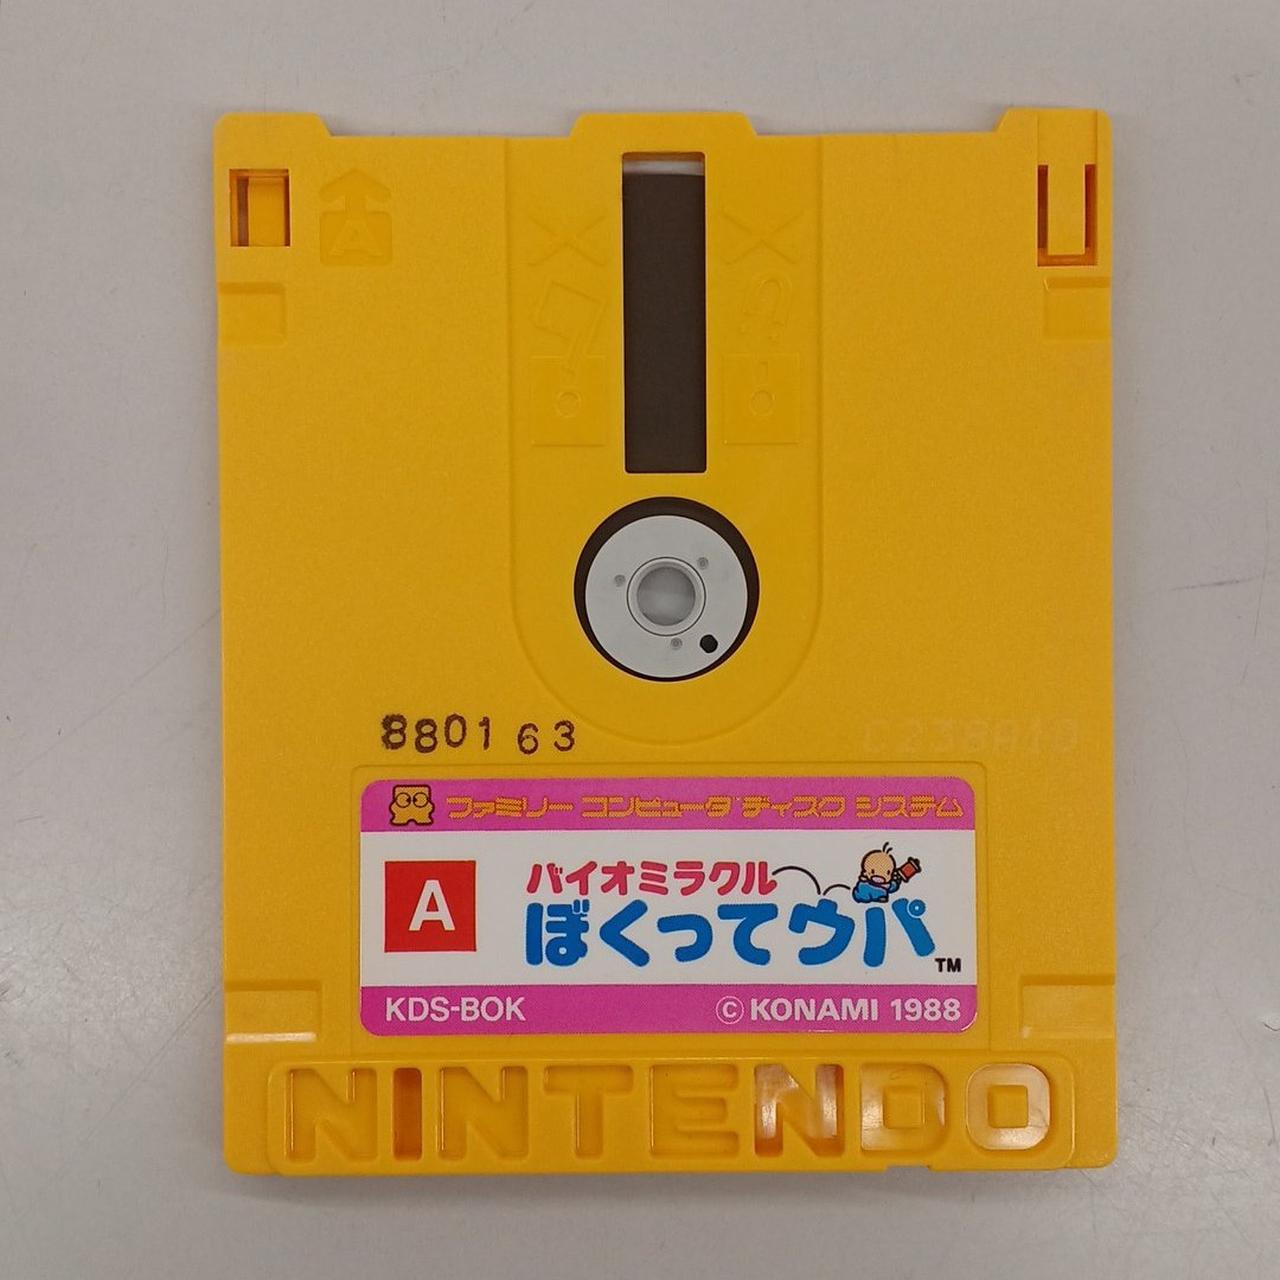 A
880163
ファミリー コンピュータ ディスク システム
A
バイオミラクル
ぼくってウパ
TM
KDS-BOK
© KONAMI 1988
NINTENDO